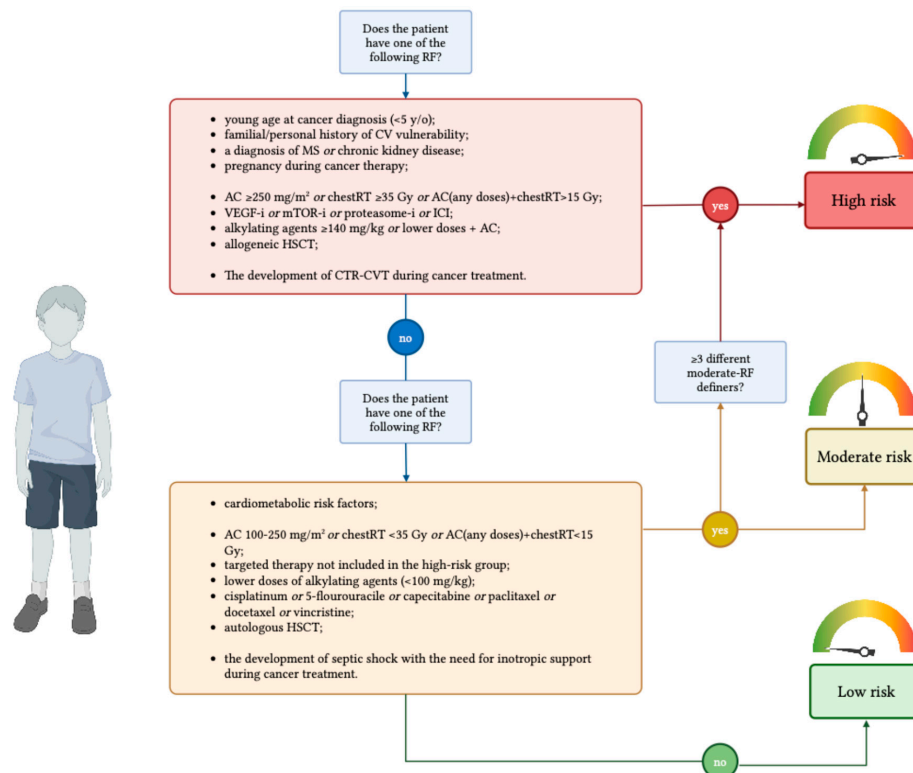 Does the patient
have one of the
following RF?
• young age at cancer diagnosis (<5 y/o);
• familial/personal history of CV vulnerability;
• a diagnosis of MS or chronic kidney disease;
• pregnancy during cancer therapy;
• AC ≥250 mg/m² or chestRT ≥35 Gy or AC(any doses)+chestRT>15 Gy;
• VEGF-i or mTOR-i or proteasome-i or ICI;
• alkylating agents ≥140 mg/kg or lower doses + AC;
• allogeneic HSCT;
• The development of CTR-CVT during cancer treatment.
yes
High risk
no
Does the patient
have one of the
following RF?
≥3 different
moderate-RF
definers?
Moderate risk
• cardiometabolic risk factors;
• AC 100-250 mg/m² or chestRT <35 Gy or AC(any doses)+chestRT<15
Gy;
• targeted therapy not included in the high-risk group;
• lower doses of alkylating agents (<100 mg/kg);
• cisplatinum or 5-flourouracile or capecitabine or paclitaxel or
docetaxel or vincristine;
• autologous HSCT;
• the development of septic shock with the need for inotropic support
during cancer treatment.
yes
Low risk
no